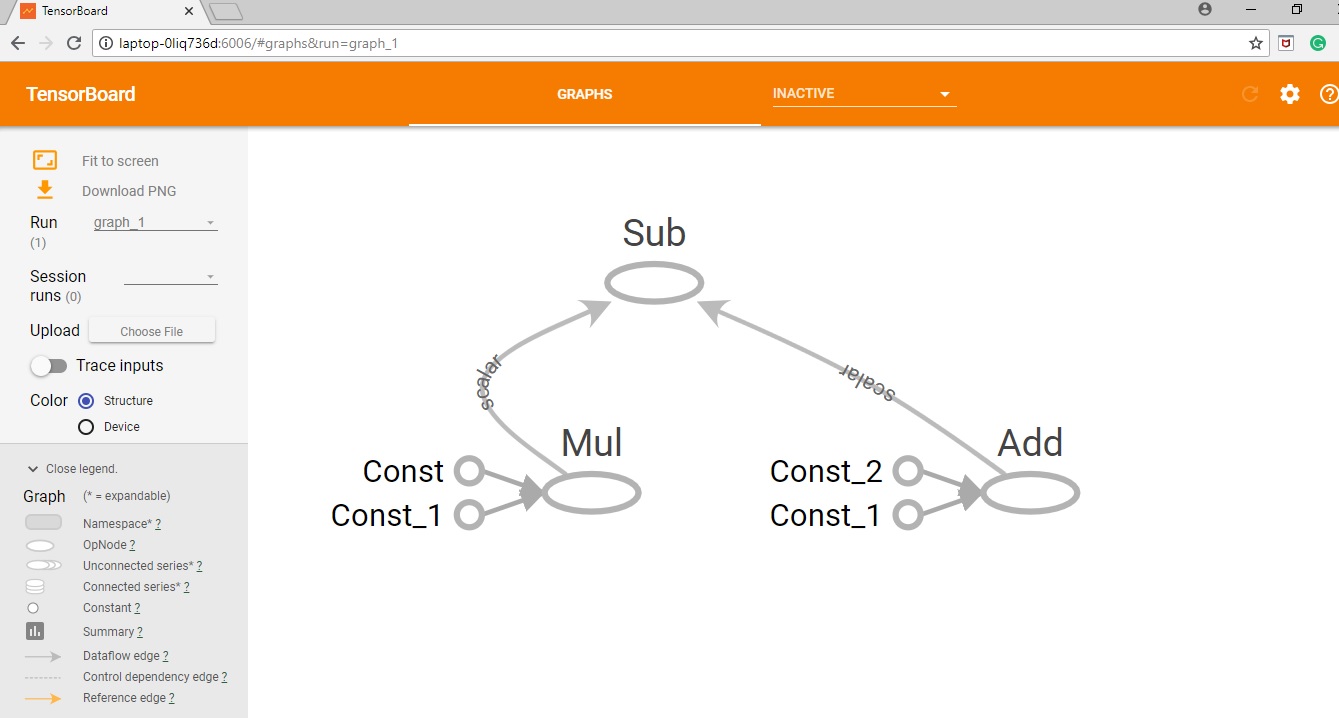 TensorBoard
laptop-0liq736d:6006/#graphs&run=graph_1
TensorBoard
GRAPHS
INACTIVE
Fit to screen
Download PNG
Run
(1)
graph_1
Session
runs (0)
Upload
Choose File
Trace inputs
Color
Structure
Device
Close legend.
Graph
(* = expandable)
Namespace* ?
OpNode ?
Unconnected series* ?
Connected series* ?
Constant ?
Summary ?
Dataflow edge ?
Control dependency edge ?
Reference edge ?
Sub
scalar
scalar
Mul
Add
Const
Const_1
Const_2
Const_1